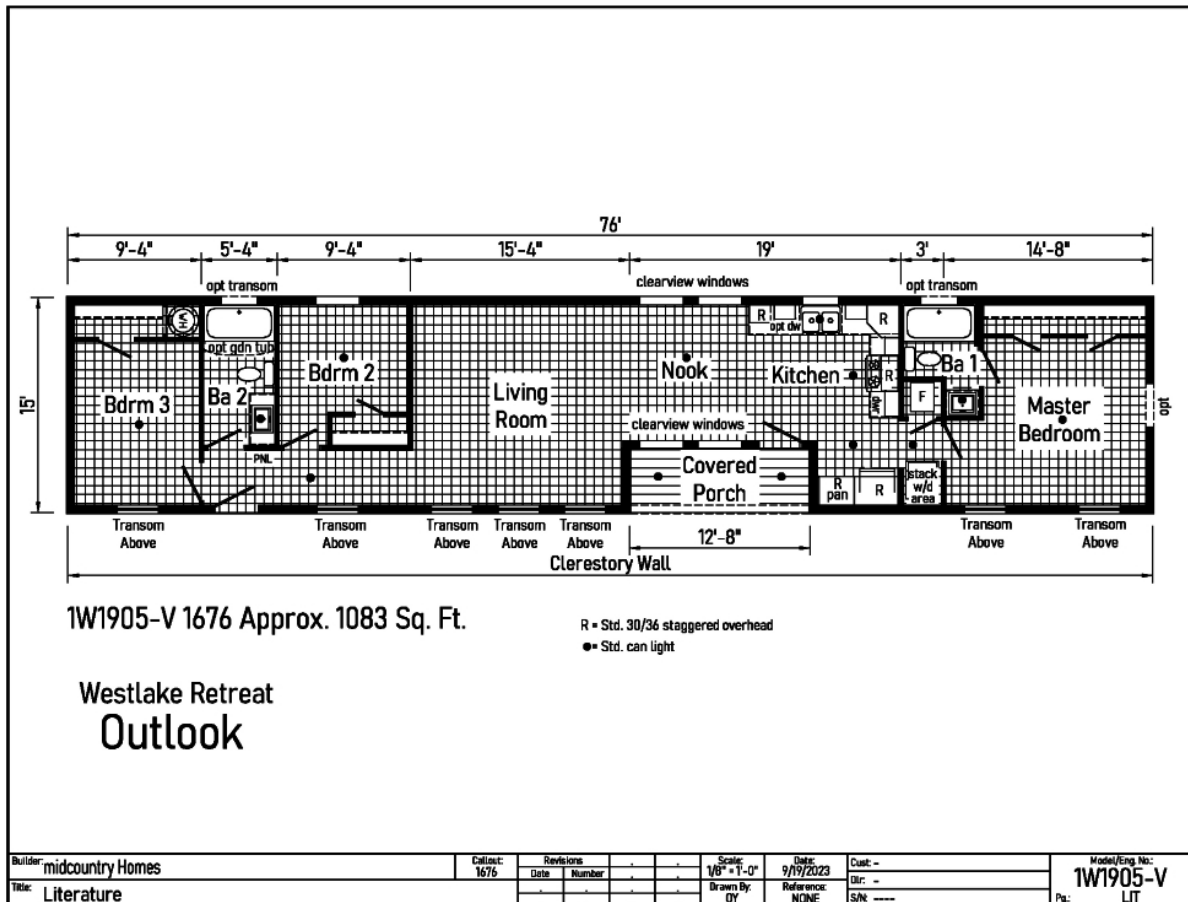 76'
9'-4" 5'-4" 9'-4" 15'-4" 19' 3' 14'-8"
opt transom clearview windows opt transom
15'
WH
R
opt dw
R
opt gdn tub
Bdrm 3
Ba 2
Bdrm 2
Living
Room
Nook
Kitchen
R
dwr
Ba 1
F
Master
Bedroom
opt
clearview windows
PNL
Covered
Porch
R
pan
R
stack
w/d
area
Transom
Above
Transom
Above
Transom
Above
Transom
Above
Transom
Above
12'-8"
Transom
Above
Transom
Above
Clerestory Wall
1W1905-V 1676 Approx. 1083 Sq. Ft.
R = Std. 30/36 staggered overhead
●= Std. can light
Westlake Retreat
Outlook
Builder: midcountry Homes
Title: Literature
Callout:
1676
Revisions
Date Number
Scale:
1/8" = 1'-0"
Drawn By:
OY
Date:
9/19/2023
Reference:
NONE
Cust: -
Dlr: -
S/N: ----
Model/Eng. No.:
1W1905-V
Pg.: LIT